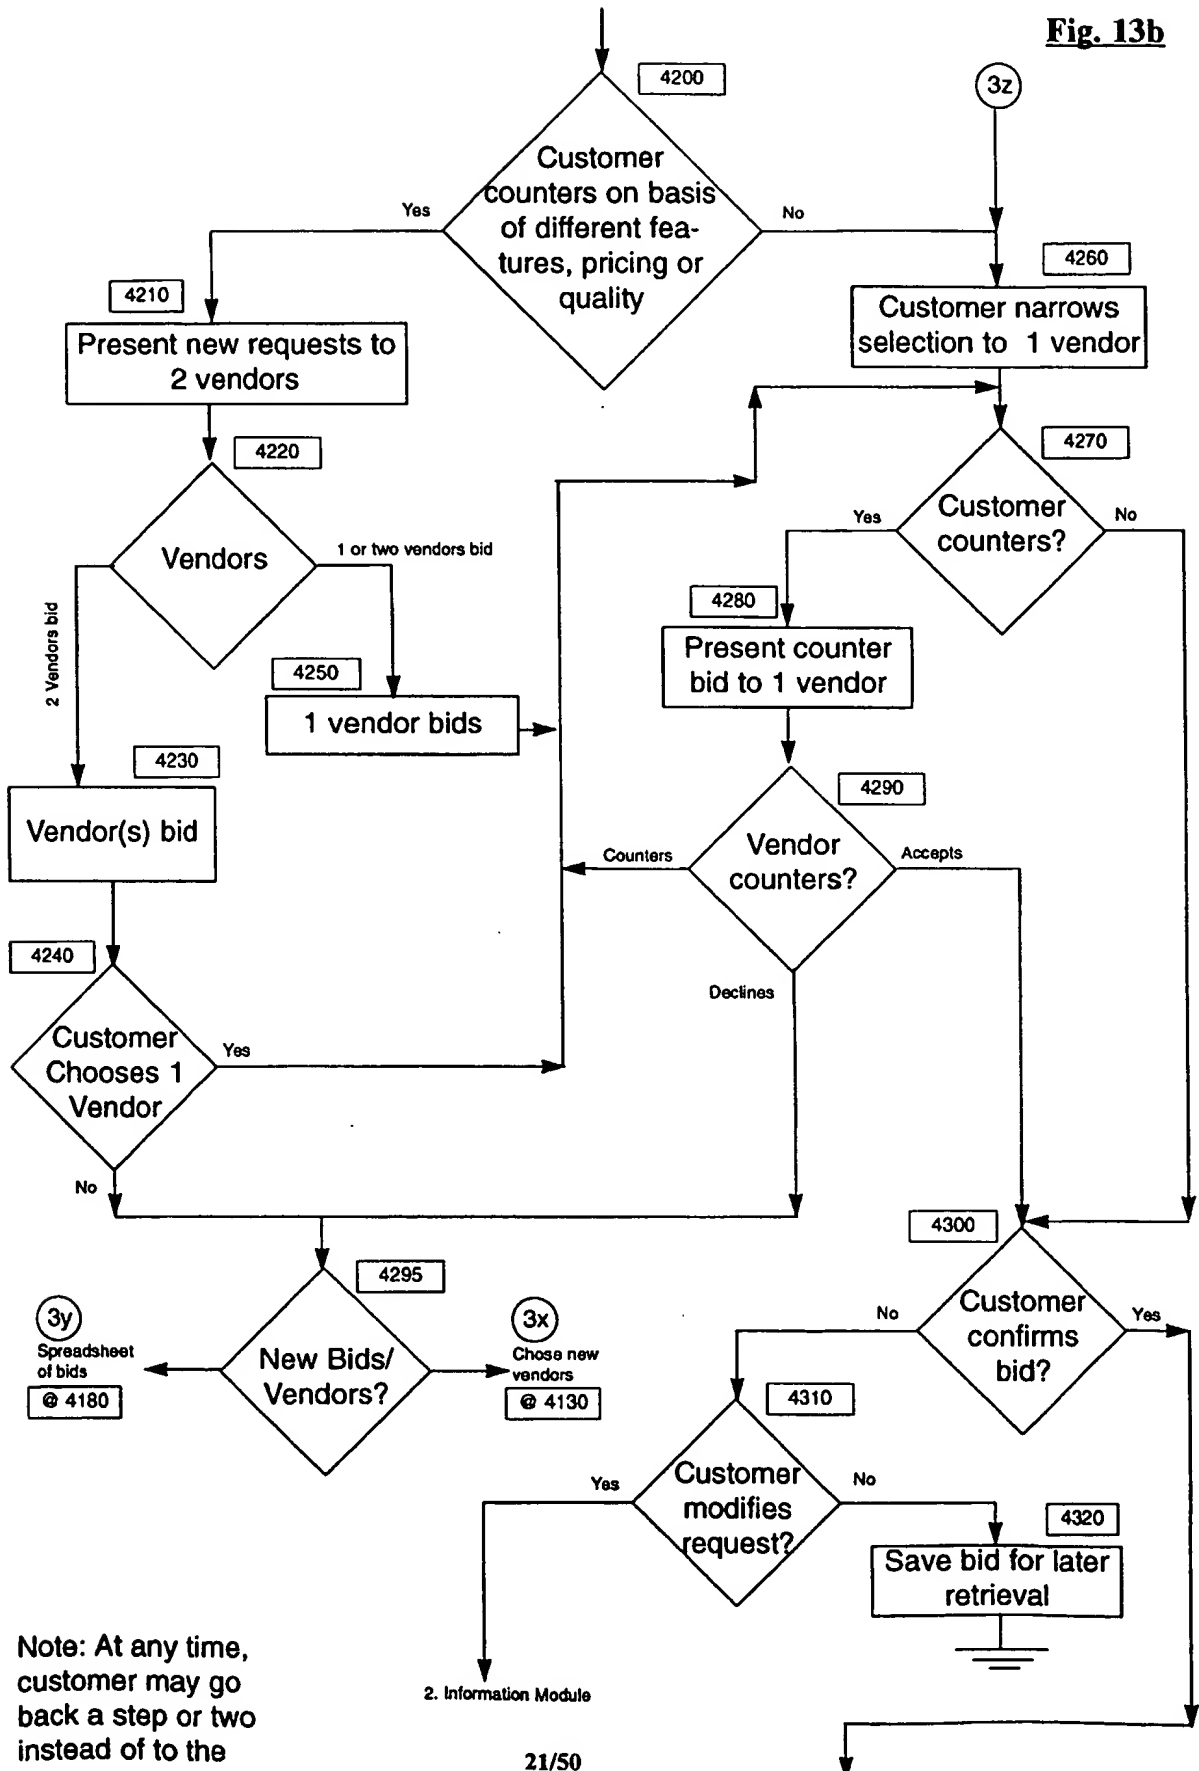 Fig. 13b
4200
3z
Customer
counters on basis
of different fea-
tures, pricing or
quality
Yes
No
4260
Customer narrows
selection to 1 vendor
4210
Present new requests to
2 vendors
4220
Vendors
1 or two vendors bid
2 Vendors bid
4270
Customer
counters?
Yes
No
4280
Present counter
bid to 1 vendor
4250
1 vendor bids
4230
Vendor(s) bid
4290
Vendor
counters?
Counters
Accepts
Declines
4240
Customer
Chooses 1
Vendor
Yes
No
4295
New Bids/
Vendors?
3y
Spreadsheet
of bids
@ 4180
3x
Chose new
vendors
@ 4130
4300
Customer
confirms
bid?
No
Yes
4310
Customer
modifies
request?
Yes
No
4320
Save bid for later
retrieval
2. Information Module
Note: At any time,
customer may go
back a step or two
instead of to the
21/50